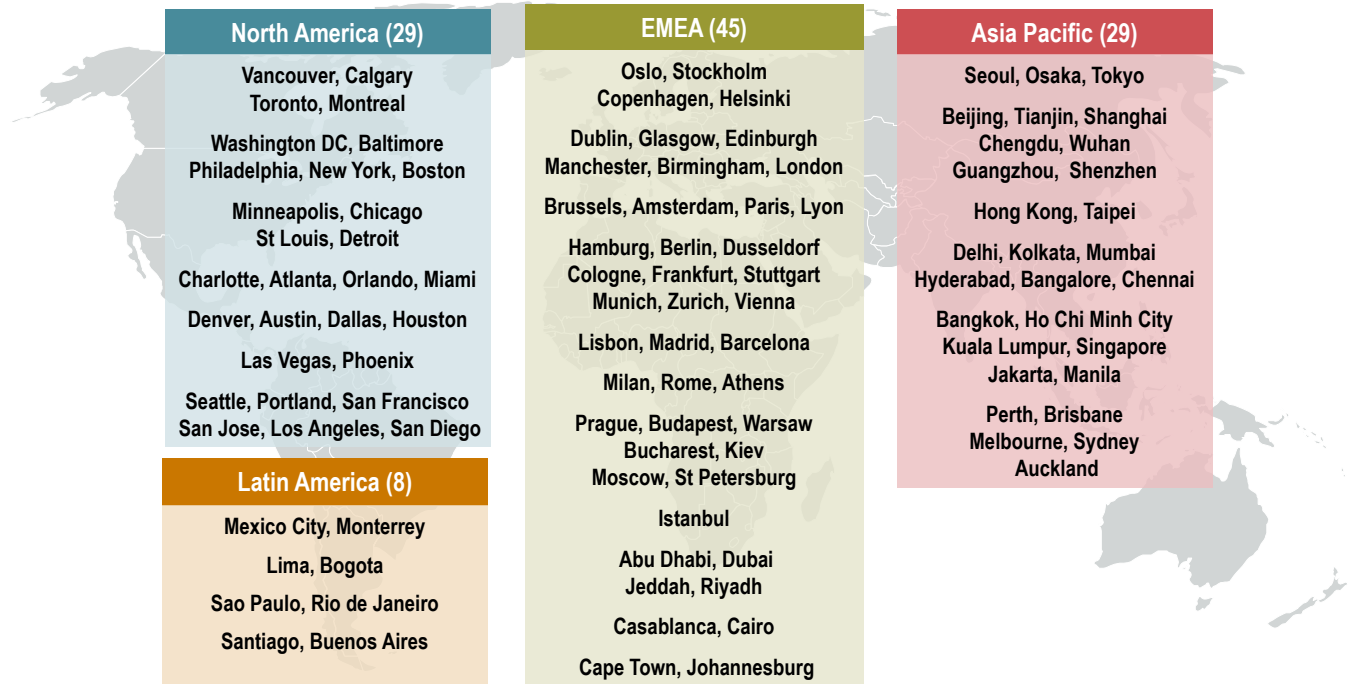 North America (29)
Vancouver, Calgary
Toronto, Montreal
Washington DC, Baltimore
Philadelphia, New York, Boston
Minneapolis, Chicago
St Louis, Detroit
Charlotte, Atlanta, Orlando, Miami
Denver, Austin, Dallas, Houston
Las Vegas, Phoenix
Seattle, Portland, San Francisco
San Jose, Los Angeles, San Diego
Latin America (8)
Mexico City, Monterrey
Lima, Bogota
Sao Paulo, Rio de Janeiro
Santiago, Buenos Aires
EMEA (45)
Oslo, Stockholm
Copenhagen, Helsinki
Dublin, Glasgow, Edinburgh
Manchester, Birmingham, London
Brussels, Amsterdam, Paris, Lyon
Hamburg, Berlin, Dusseldorf
Cologne, Frankfurt, Stuttgart
Munich, Zurich, Vienna
Lisbon, Madrid, Barcelona
Milan, Rome, Athens
Prague, Budapest, Warsaw
Bucharest, Kiev
Moscow, St Petersburg
Istanbul
Abu Dhabi, Dubai
Jeddah, Riyadh
Casablanca, Cairo
Cape Town, Johannesburg
Asia Pacific (29)
Seoul, Osaka, Tokyo
Beijing, Tianjin, Shanghai
Chengdu, Wuhan
Guangzhou, Shenzhen
Hong Kong, Taipei
Delhi, Kolkata, Mumbai
Hyderabad, Bangalore, Chennai
Bangkok, Ho Chi Minh City
Kuala Lumpur, Singapore
Jakarta, Manila
Perth, Brisbane
Melbourne, Sydney
Auckland